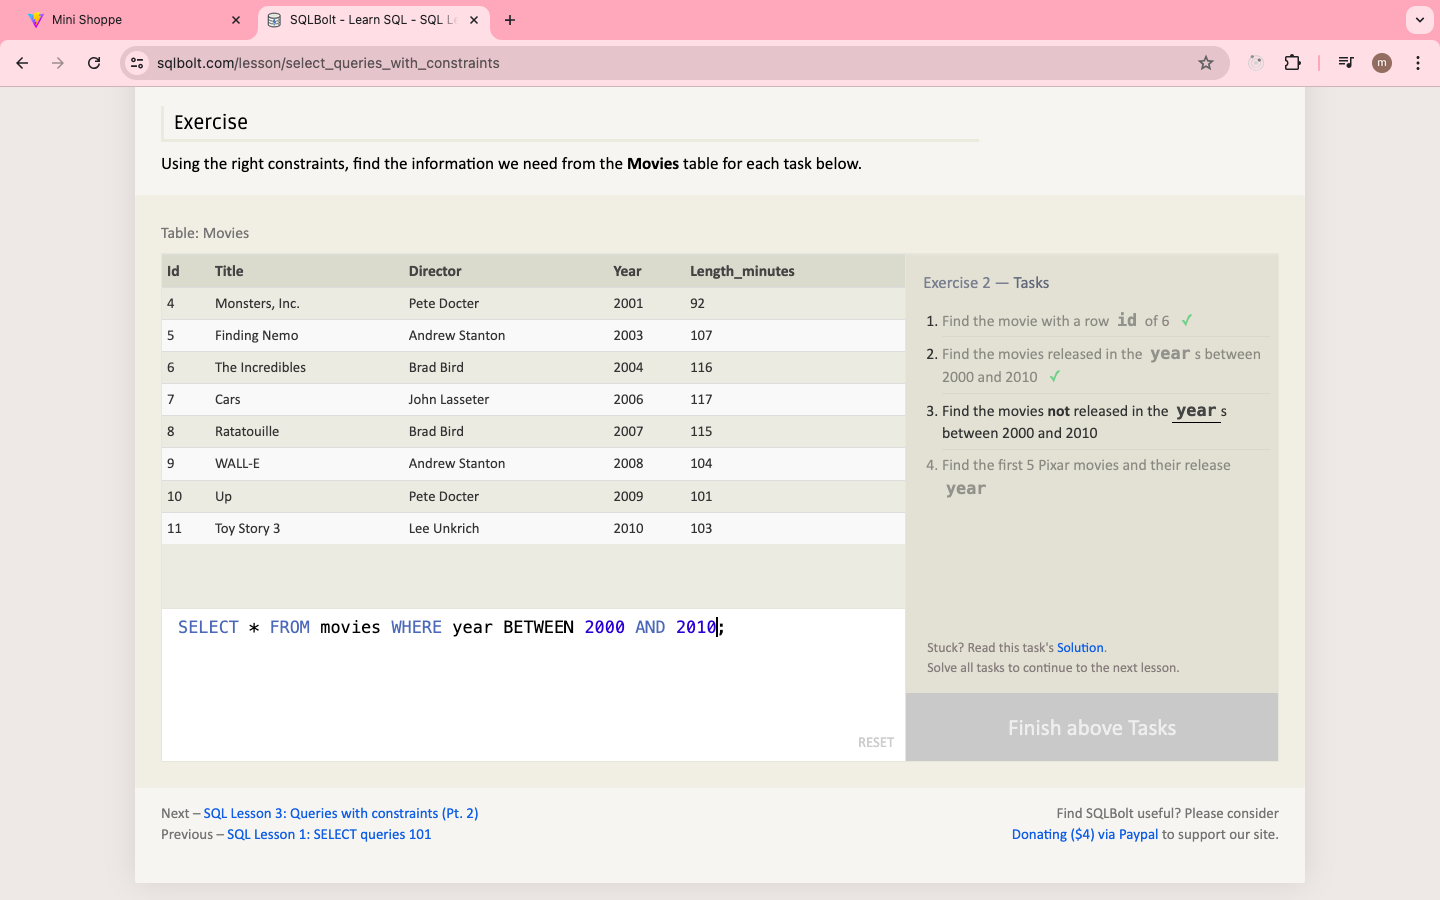 Mini Shoppe
SQLBolt - Learn SQL - SQL Le
sqlbolt.com/lesson/select_queries_with_constraints
m
Exercise
Using the right constraints, find the information we need from the Movies table for each task below.
Table: Movies
Id Title Director Year Length_minutes
4 Monsters, Inc. Pete Docter 2001 92
5 Finding Nemo Andrew Stanton 2003 107
6 The Incredibles Brad Bird 2004 116
7 Cars John Lasseter 2006 117
8 Ratatouille Brad Bird 2007 115
9 WALL-E Andrew Stanton 2008 104
10 Up Pete Docter 2009 101
11 Toy Story 3 Lee Unkrich 2010 103
SELECT * FROM movies WHERE year BETWEEN 2000 AND 2010;
RESET
Exercise 2 — Tasks
1. Find the movie with a row id of 6 ✓
2. Find the movies released in the year s between
2000 and 2010 ✓
3. Find the movies not released in the year s
between 2000 and 2010
4. Find the first 5 Pixar movies and their release
year
Stuck? Read this task's Solution.
Solve all tasks to continue to the next lesson.
Finish above Tasks
Next – SQL Lesson 3: Queries with constraints (Pt. 2)
Previous – SQL Lesson 1: SELECT queries 101
Find SQLBolt useful? Please consider
Donating ($4) via Paypal to support our site.